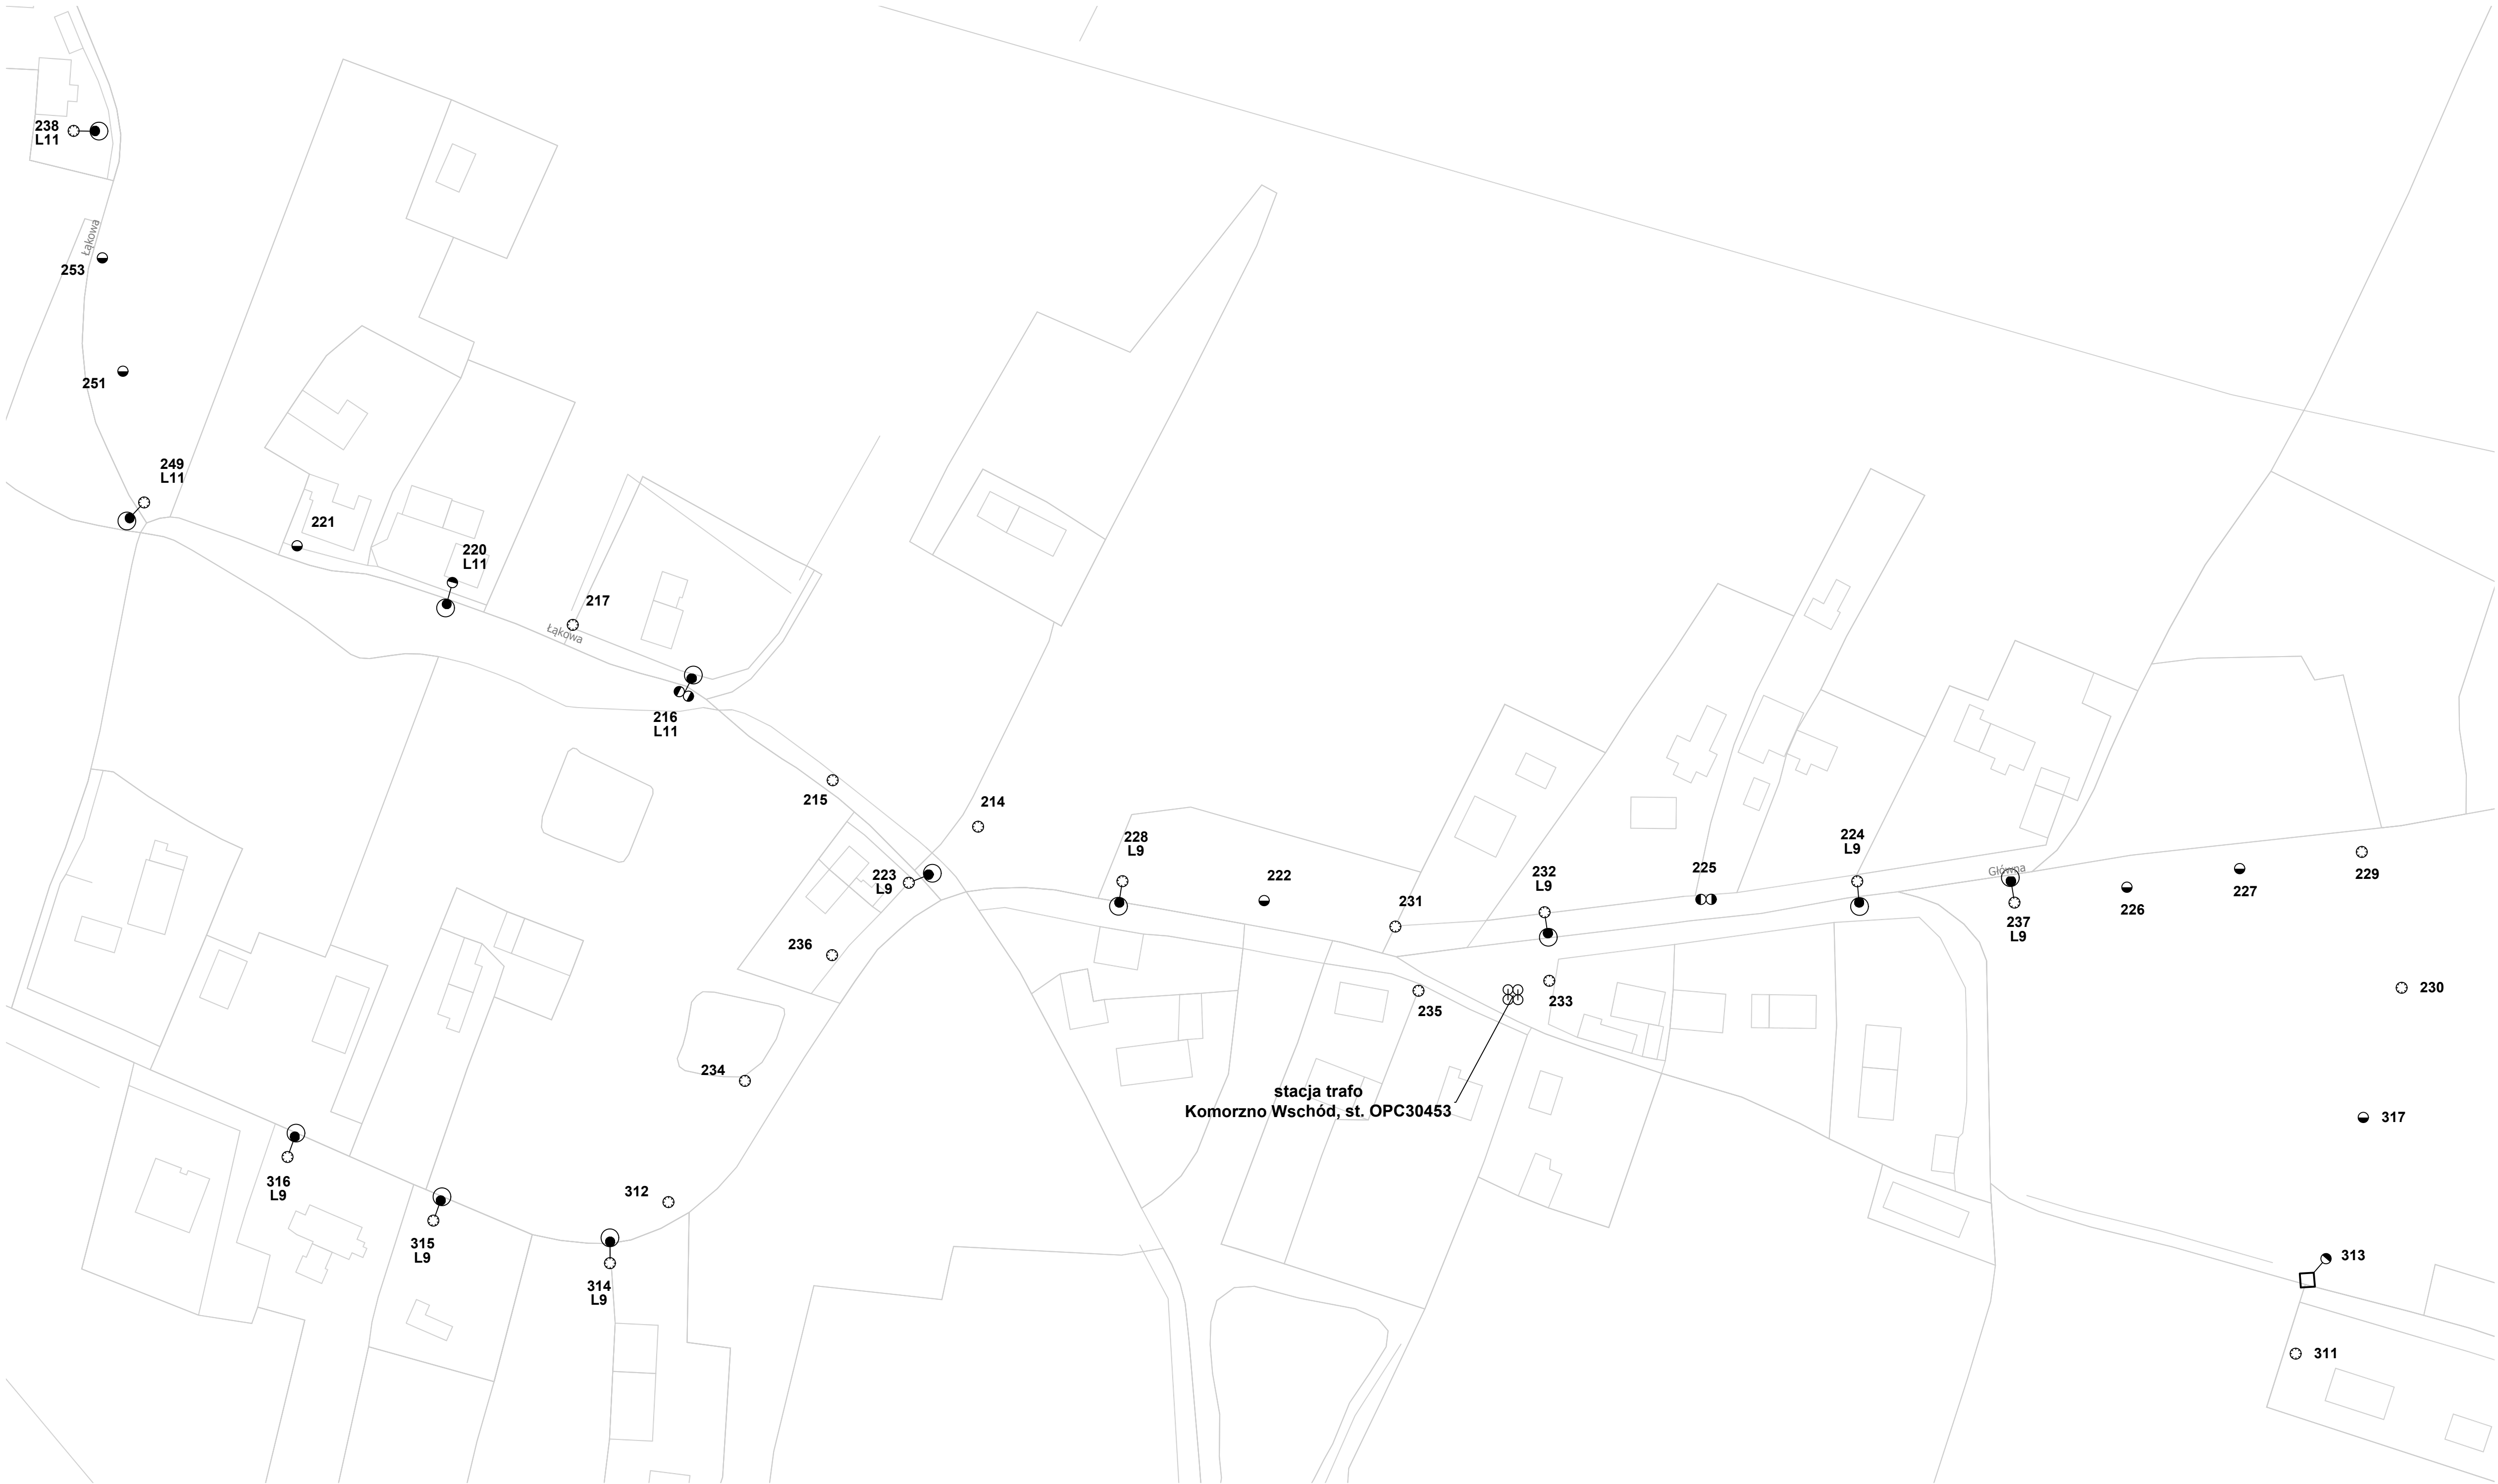 238
L11
Łąkowa
253
251
249
L11
221
220
L11
217
Łąkowa
216
L11
215
214
223
L9
228
L9
222
236
234
231
232
L9
225
224
L9
Główna
237
L9
226
227
229
230
233
235
stacja trafo
Komorzno Wschód, st. OPC30453
317
316
L9
315
L9
312
314
L9
313
311